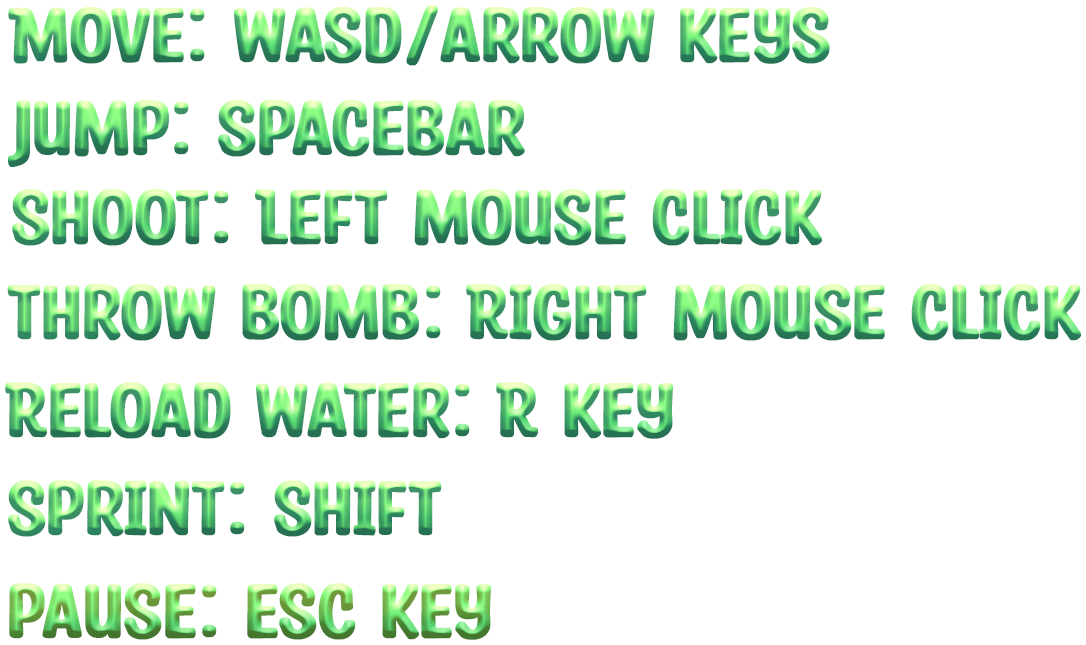 MOVE: WASD/ARROW KEYS
JUMP: SPACEBAR
SHOOT: LEFT MOUSE CLICK
THROW BOMB: RIGHT MOUSE CLICK
RELOAD WATER: R KEY
SPRINT: SHIFT
PAUSE: ESC KEY